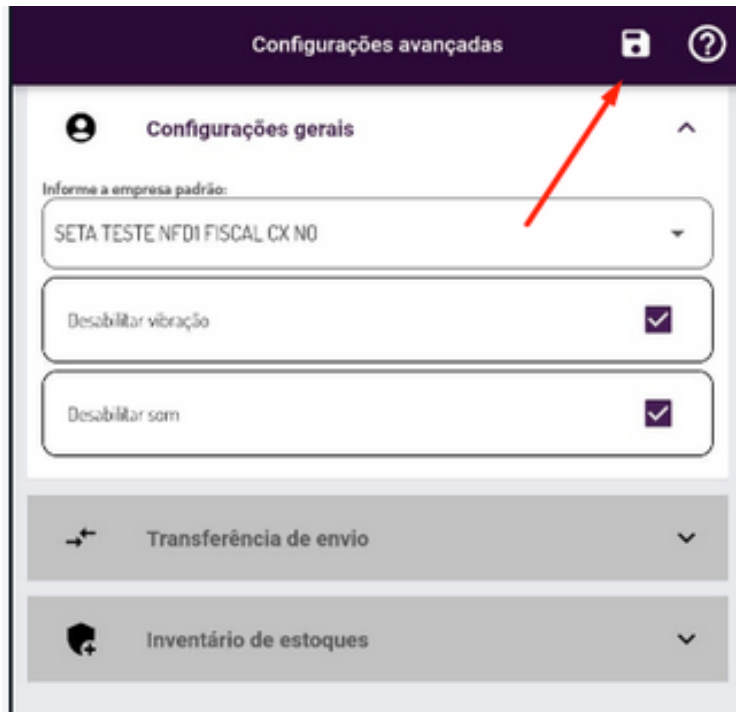 Configurações avançadas
Configurações gerais
Informe a empresa padrão:
SETA TESTE NFD1 FISCAL CX NO
Desabilitar vibração
Desabilitar som
Transferência de envio
Inventário de estoques